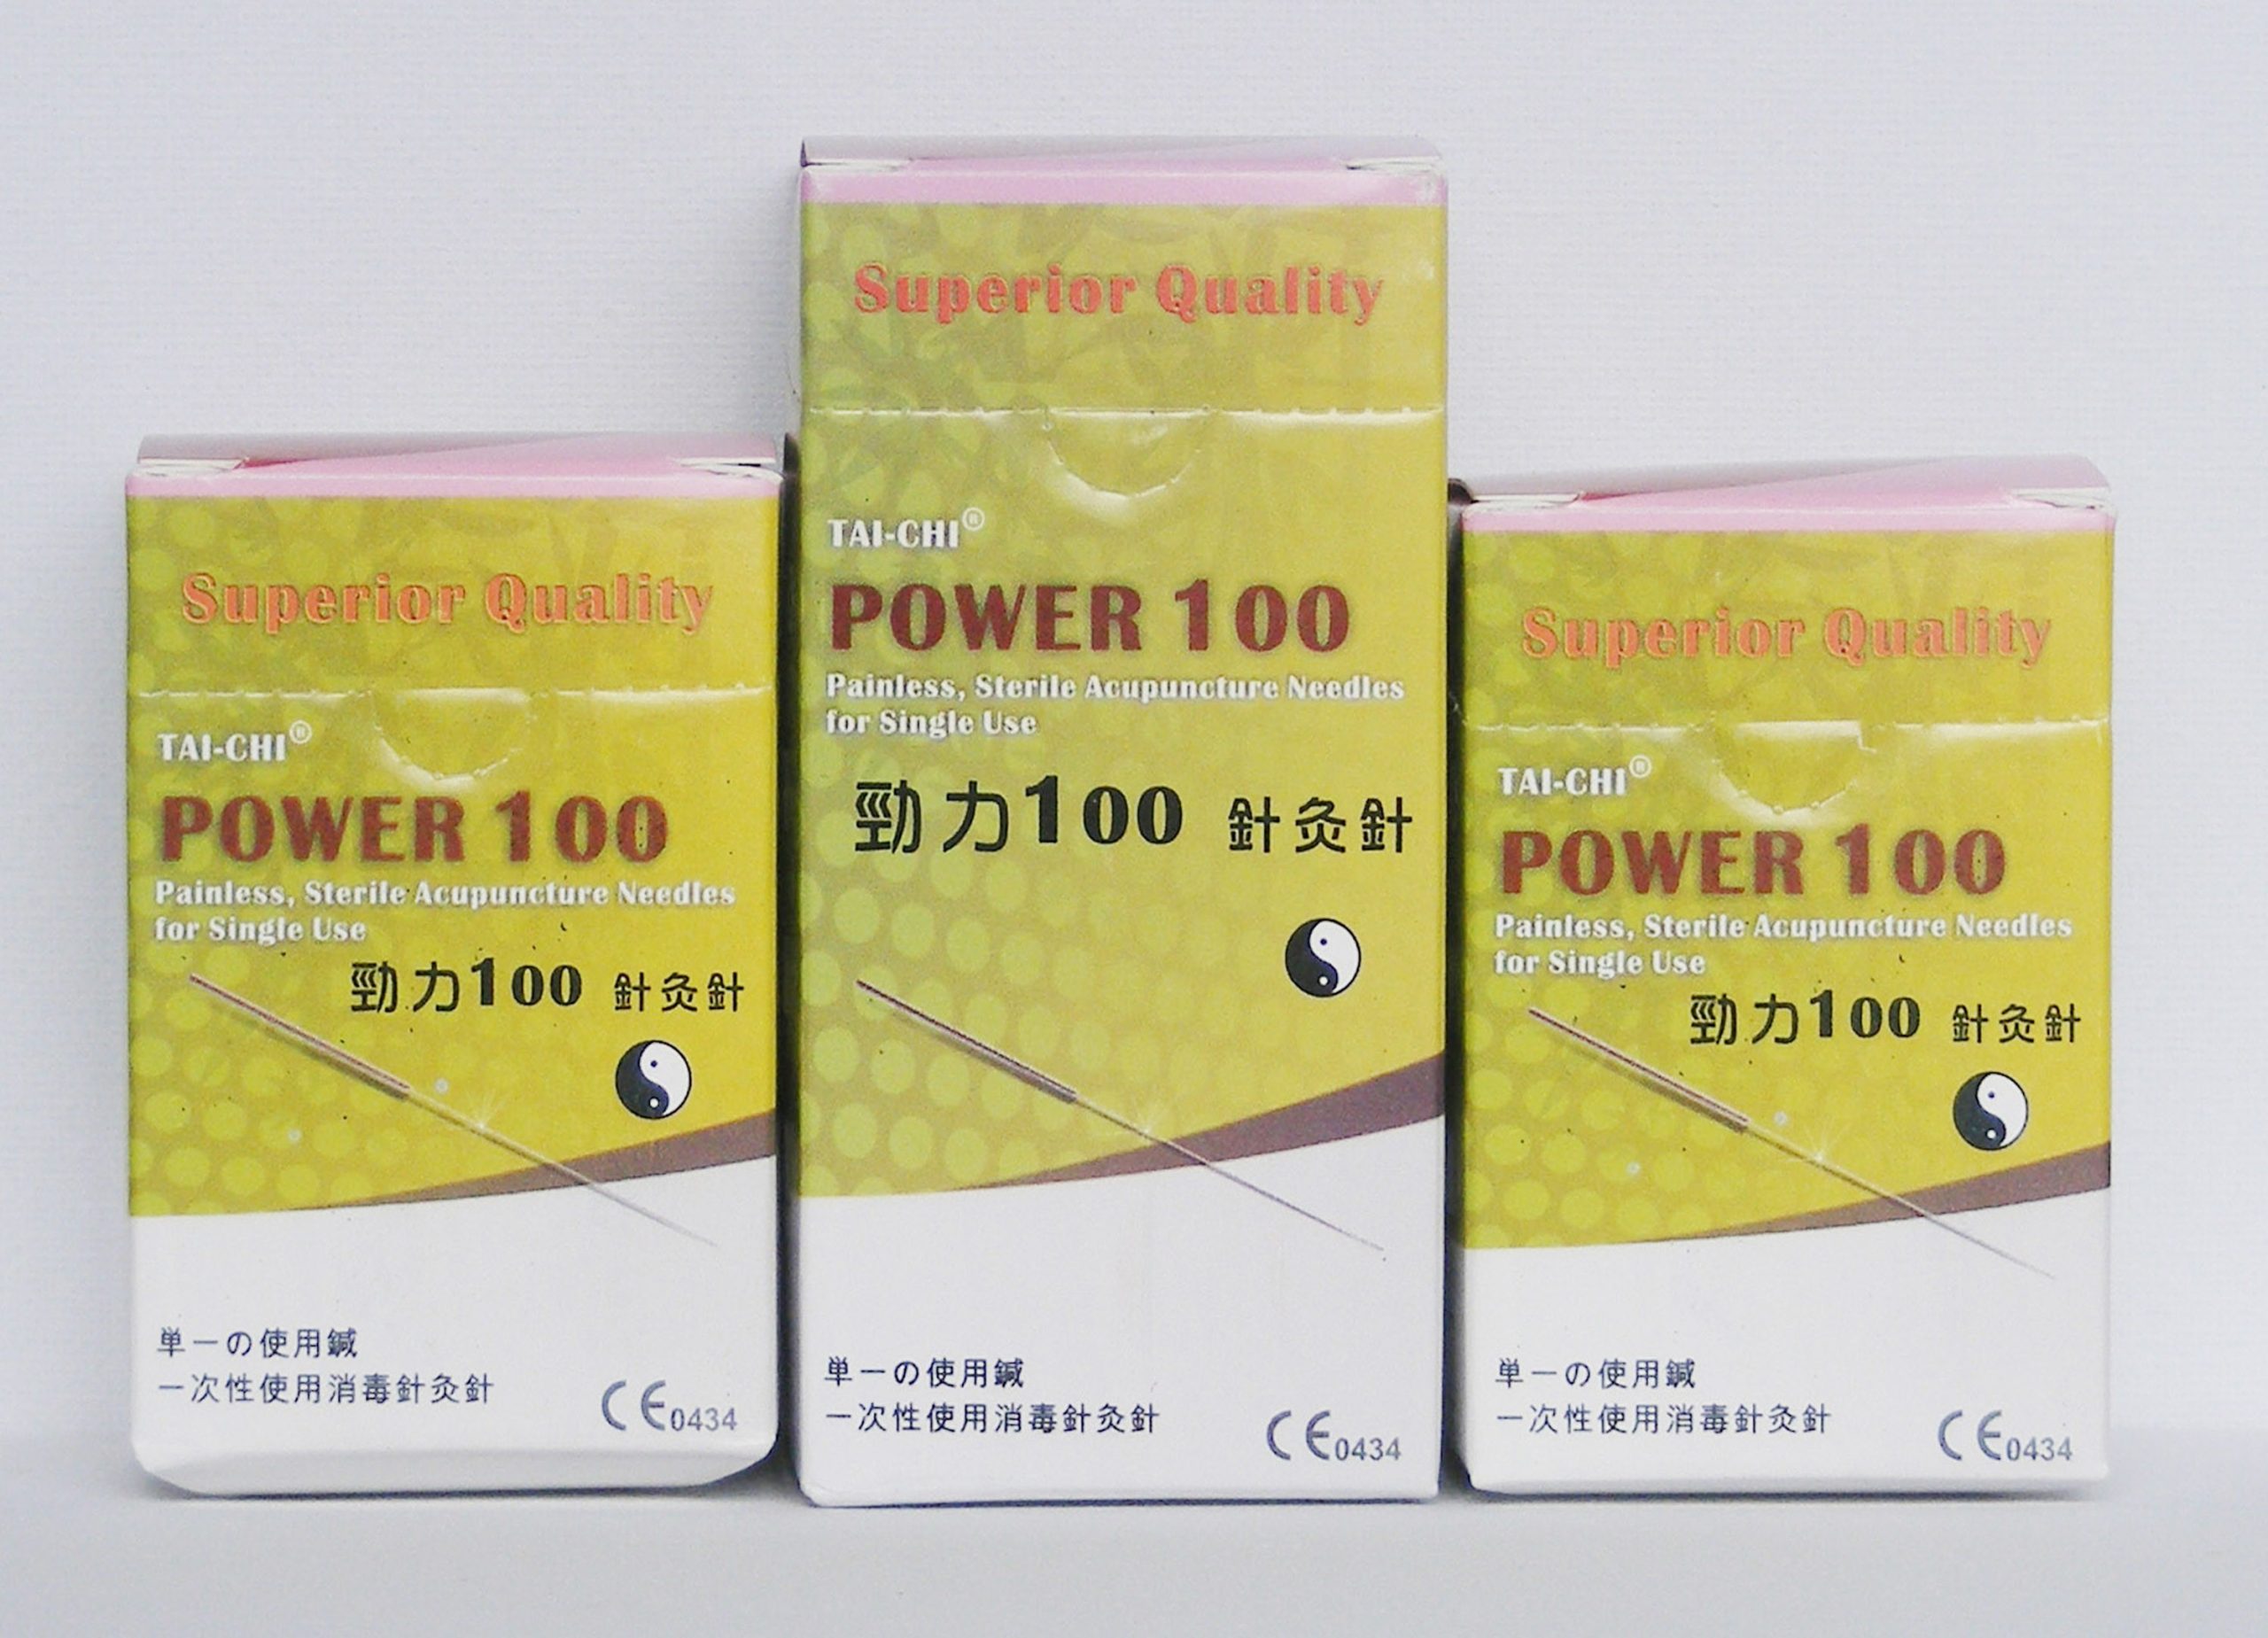 Superior Quality
TAI-CHI®
POWER 100
Painless, Sterile Acupuncture Needles
for Single Use
勁力100 針灸針
単一の使用鍼
一次性使用消毒針灸針
CE0434
Superior Quality
TAI-CHI®
POWER 100
Painless, Sterile Acupuncture Needles
for Single Use
勁力100 針灸針
単一の使用鍼
一次性使用消毒針灸針
CE0434
Superior Quality
TAI-CHI®
POWER 100
Painless, Sterile Acupuncture Needles
for Single Use
勁力100 針灸針
単一の使用鍼
一次性使用消毒針灸針
CE0434